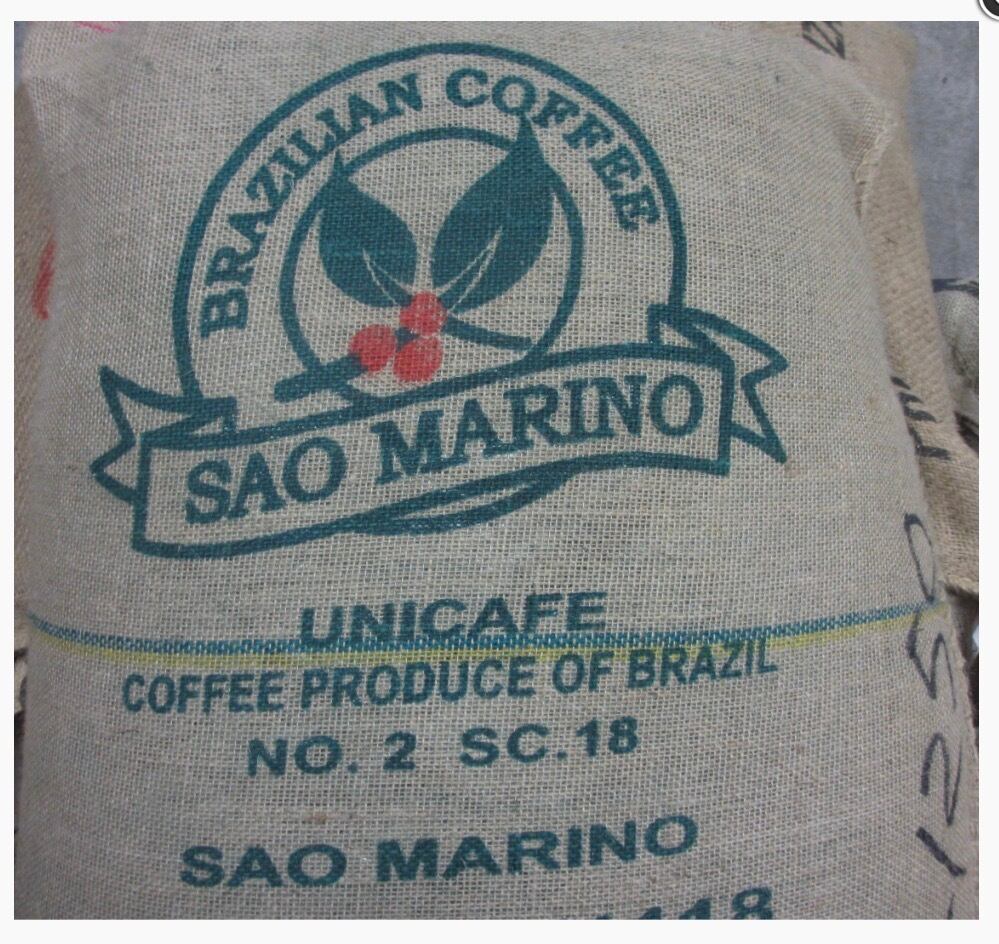 BRAZILIAN COFFEE
SAO MARINO
UNICAFE
COFFEE PRODUCE OF BRAZIL
NO. 2 SC.18
SAO MARINO